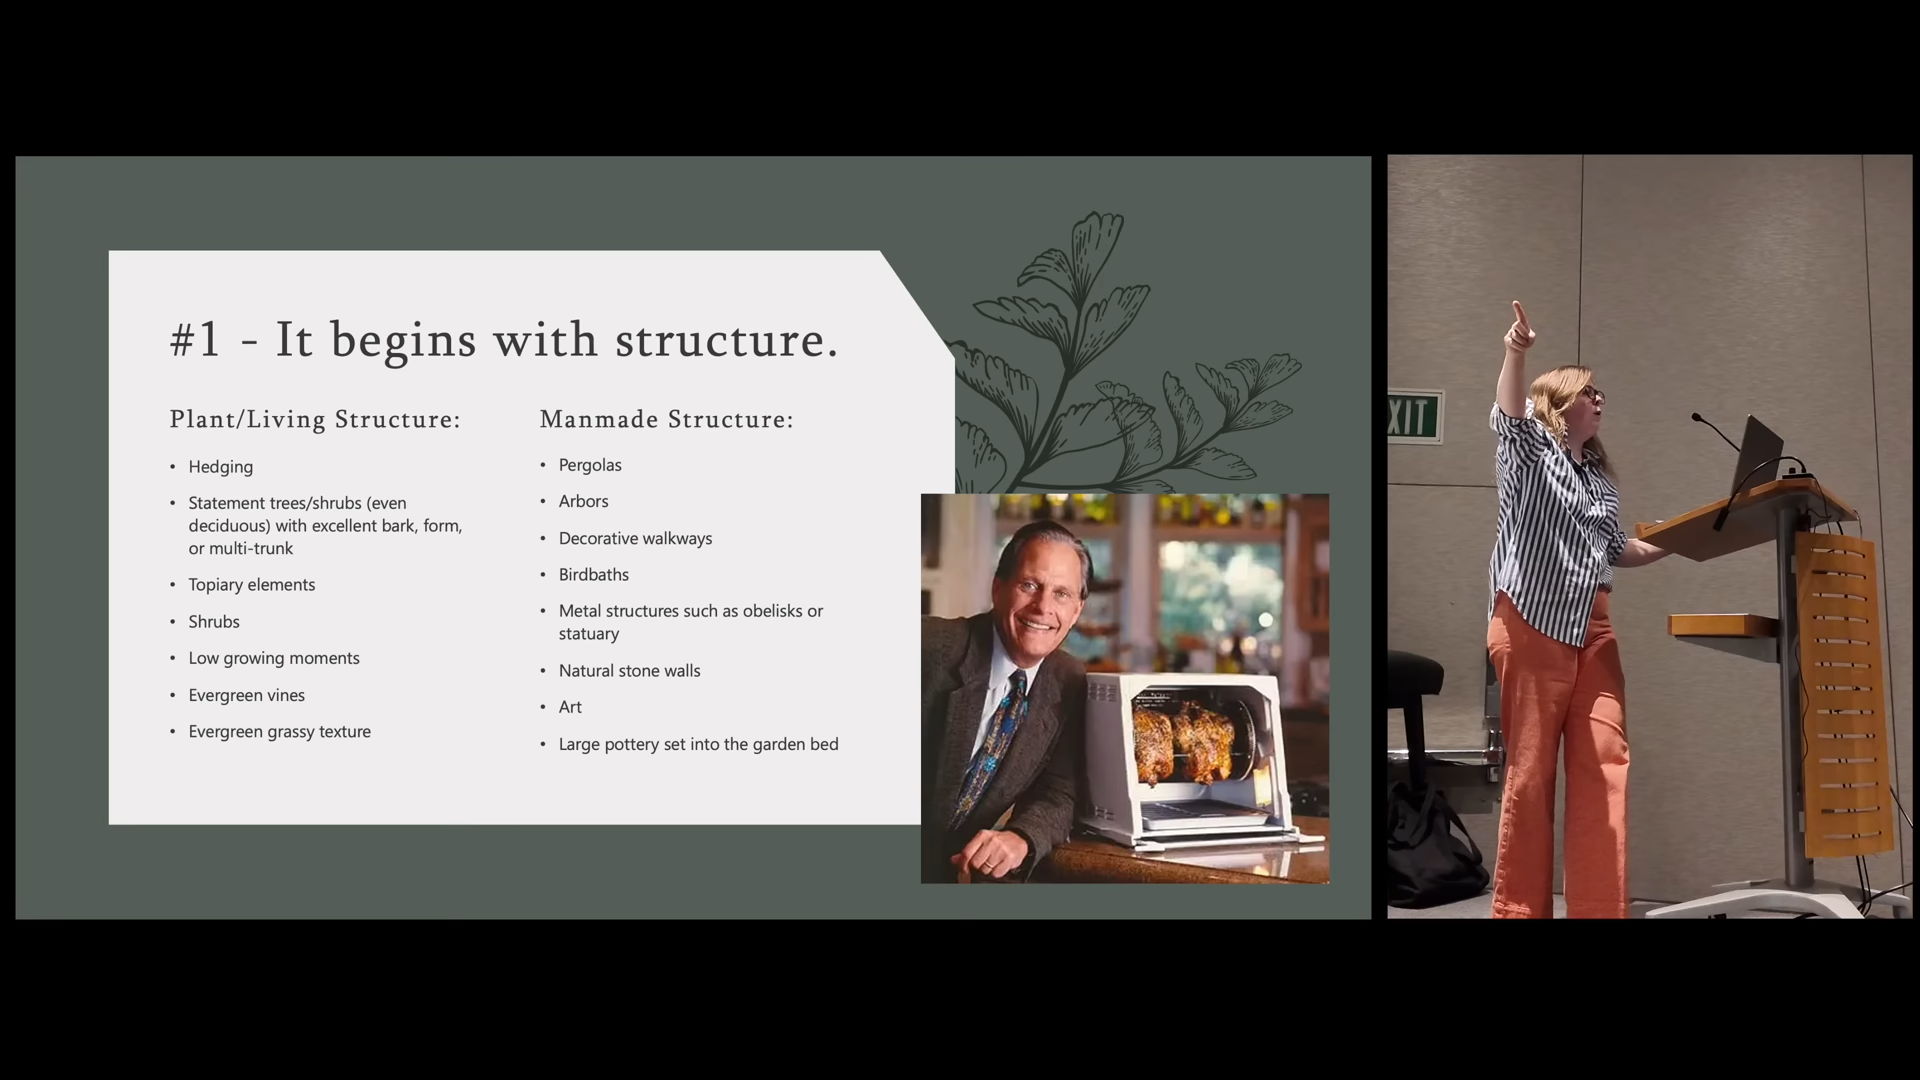 #1 - It begins with structure.
Plant/Living Structure:
• Hedging
• Statement trees/shrubs (even
deciduous) with excellent bark, form,
or multi-trunk
• Topiary elements
• Shrubs
• Low growing moments
• Evergreen vines
• Evergreen grassy texture
Manmade Structure:
• Pergolas
• Arbors
• Decorative walkways
• Birdbaths
• Metal structures such as obelisks or
statuary
• Natural stone walls
• Art
• Large pottery set into the garden bed
XIT